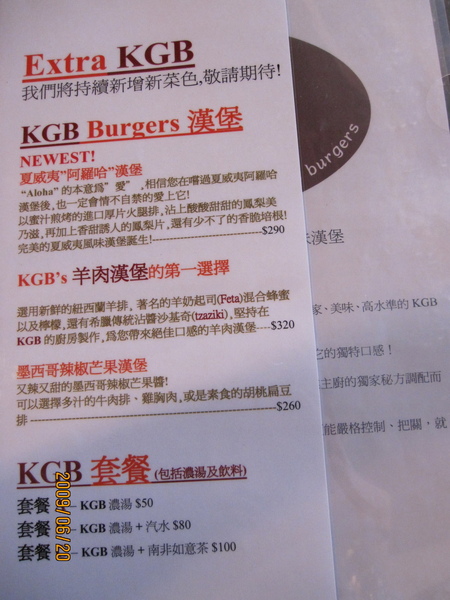 Extra KGB
我們將持續新增新菜色,敬請期待!
KGB Burgers 漢堡
NEWEST!
夏威夷"阿羅哈"漢堡
"Aloha" 的本意為"愛",相信您在嚐過夏威夷阿羅哈
漢堡後,也一定會情不自禁的愛上它!
以蜜汁煎烤的進口厚片火腿排,沾上酸酸甜甜的鳳梨美
乃滋,再加上香甜誘人的鳳梨片,還有少不了的香脆培根!
完美的夏威夷風味漢堡誕生!---------------------------$290
KGB's 羊肉漢堡的第一選擇
選用新鮮的紐西蘭羊排, 著名的羊奶起司(Feta)混合蜂蜜
以及檸檬,還有希臘傳統沾醬沙基奇(tzaziki),堅持在
KGB 的廚房製作,為您帶來絕佳口感的羊肉漢堡----$320
墨西哥辣椒芒果漢堡
又辣又甜的墨西哥辣椒芒果醬!
可以選擇多汁的牛肉排、雞胸肉,或是素食的胡桃扁豆
排 --------------------------------------------------$260
KGB 套餐 (包括濃湯及飲料)
套餐 一 KGB 濃湯 $50
套餐 二 KGB 濃湯 + 汽水 $80
套餐 三 KGB 濃湯 + 南非如意茶 $100
burgers
漢堡
家、美味、高水準的 KGB
它的獨特口感!
主廚的獨家秘方調配而
能嚴格控制、把關,就
2009/06/20